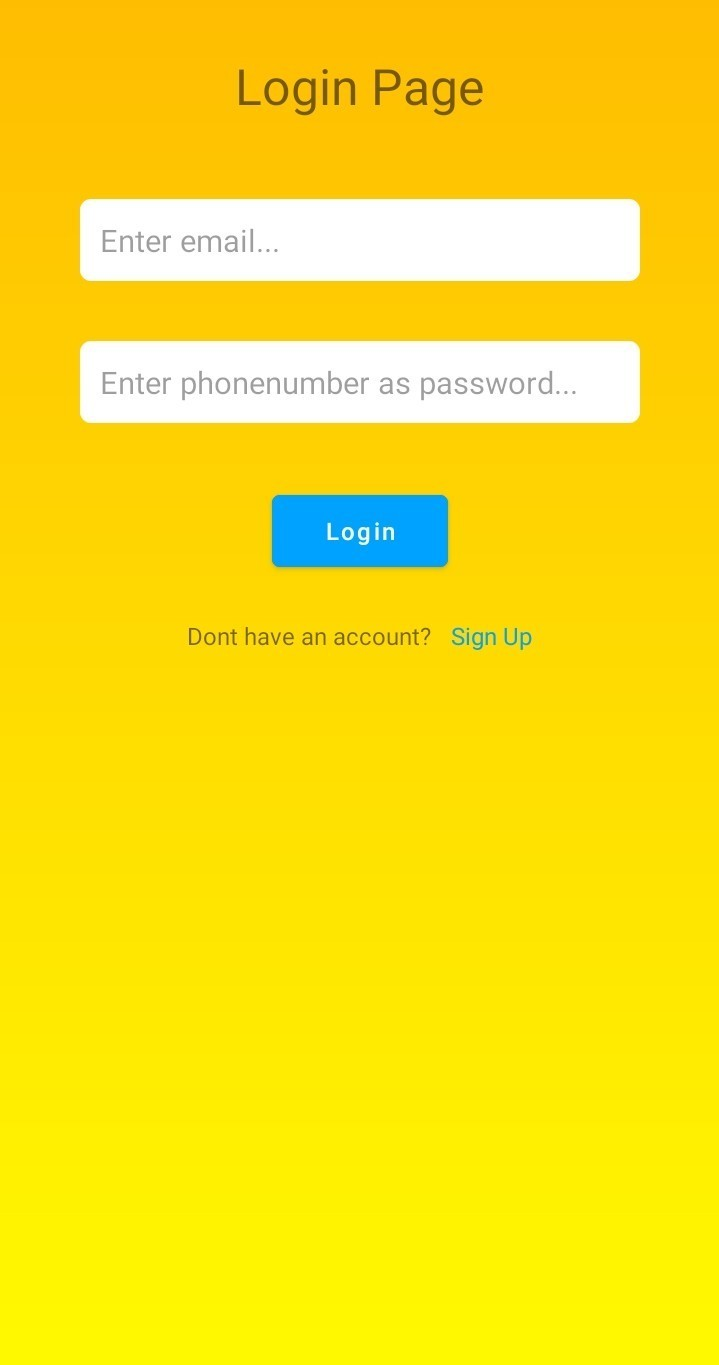 Login Page
Enter email...
Enter phonenumber as password...
Login
Dont have an account? Sign Up